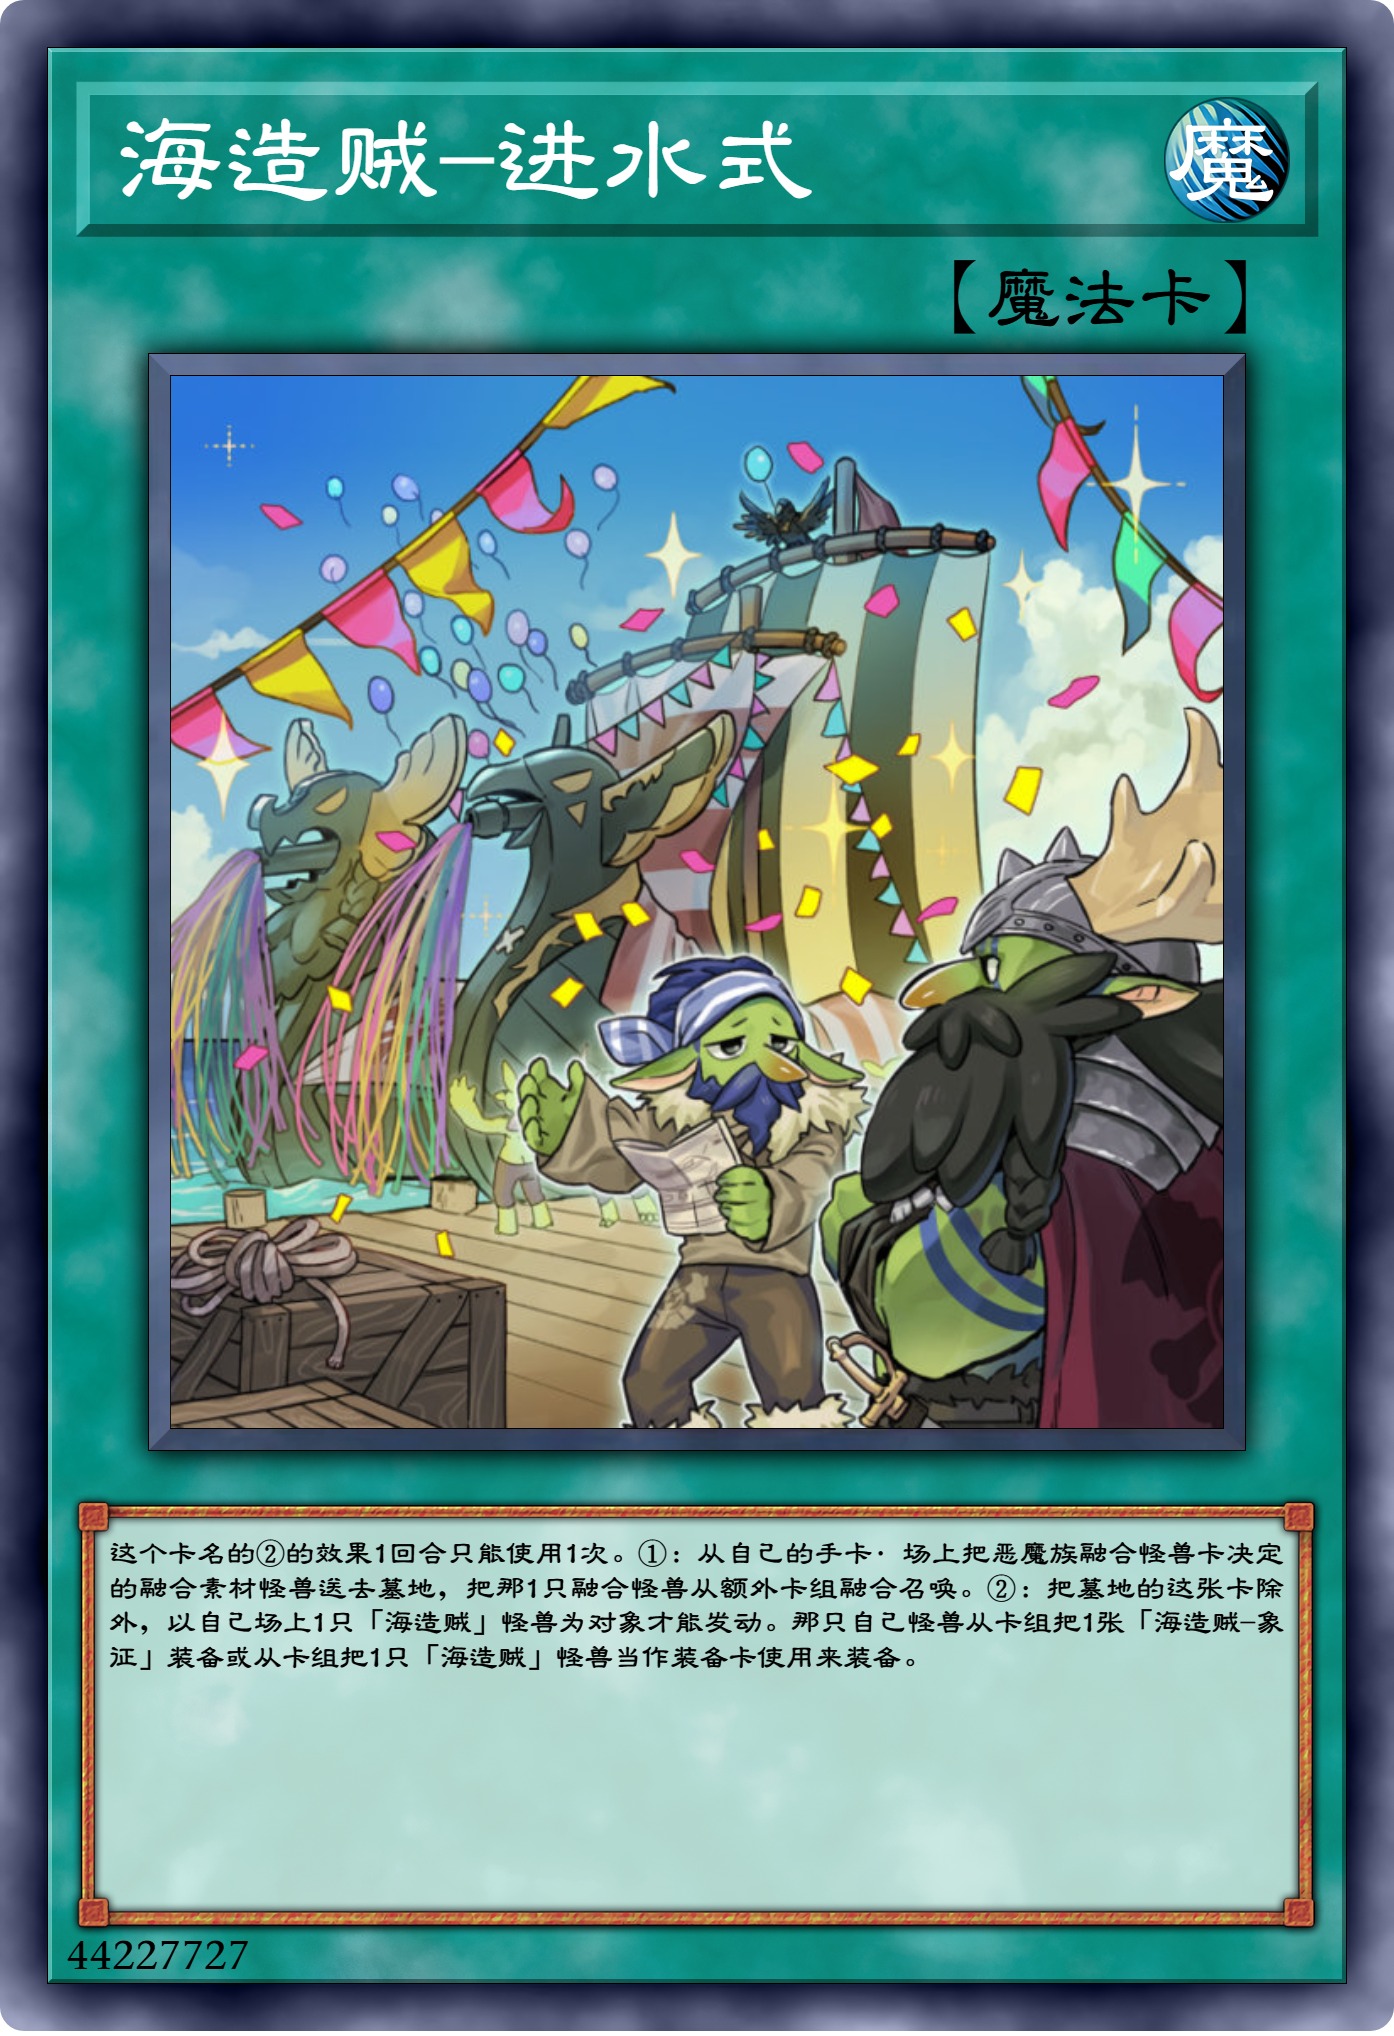 海造贼-进水式
魔
【魔法卡】
这个卡名的②的效果1回合只能使用1次。①：从自己的手卡·场上把恶魔族融合怪兽卡决定
的融合素材怪兽送去墓地，把那1只融合怪兽从额外卡组融合召唤。②：把墓地的这张卡除
外，以自己场上1只「海造贼」怪兽为对象才能发动。那只自己怪兽从卡组把1张「海造贼-象
征」装备或从卡组把1只「海造贼」怪兽当作装备卡使用来装备。
44227727